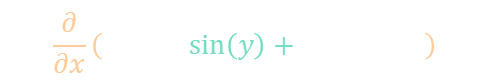 ∂/∂x ( sin(y) + )